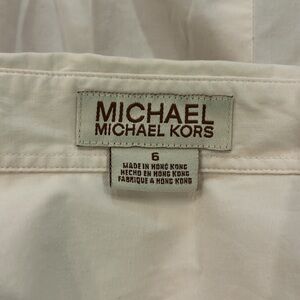 MICHAEL
MICHAEL KORS
6
MADE IN HONG KONG
HECHO EN HONG KONG
FABRIQUE A HONG KONG